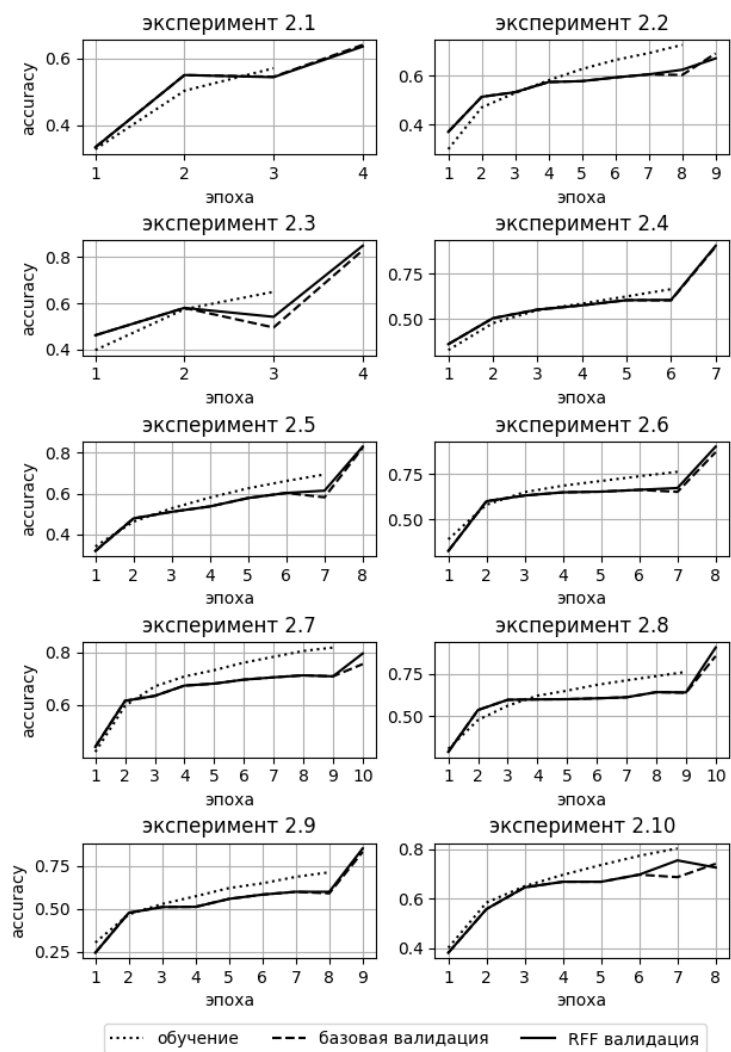 эксперимент 2.1
accuracy
0.6
0.4
1 2 3 4
эпоха
эксперимент 2.2
0.6
0.4
1 2 3 4 5 6 7 8 9
эпоха
эксперимент 2.3
accuracy
0.8
0.6
0.4
1 2 3 4
эпоха
эксперимент 2.4
0.75
0.50
1 2 3 4 5 6 7
эпоха
эксперимент 2.5
accuracy
0.8
0.6
0.4
1 2 3 4 5 6 7 8
эпоха
эксперимент 2.6
0.75
0.50
1 2 3 4 5 6 7 8
эпоха
эксперимент 2.7
accuracy
0.8
0.6
1 2 3 4 5 6 7 8 9 10
эпоха
эксперимент 2.8
0.75
0.50
1 2 3 4 5 6 7 8 9 10
эпоха
эксперимент 2.9
accuracy
0.75
0.50
0.25
1 2 3 4 5 6 7 8 9
эпоха
эксперимент 2.10
0.8
0.6
0.4
1 2 3 4 5 6 7 8
эпоха
обучение базовая валидация RFF валидация